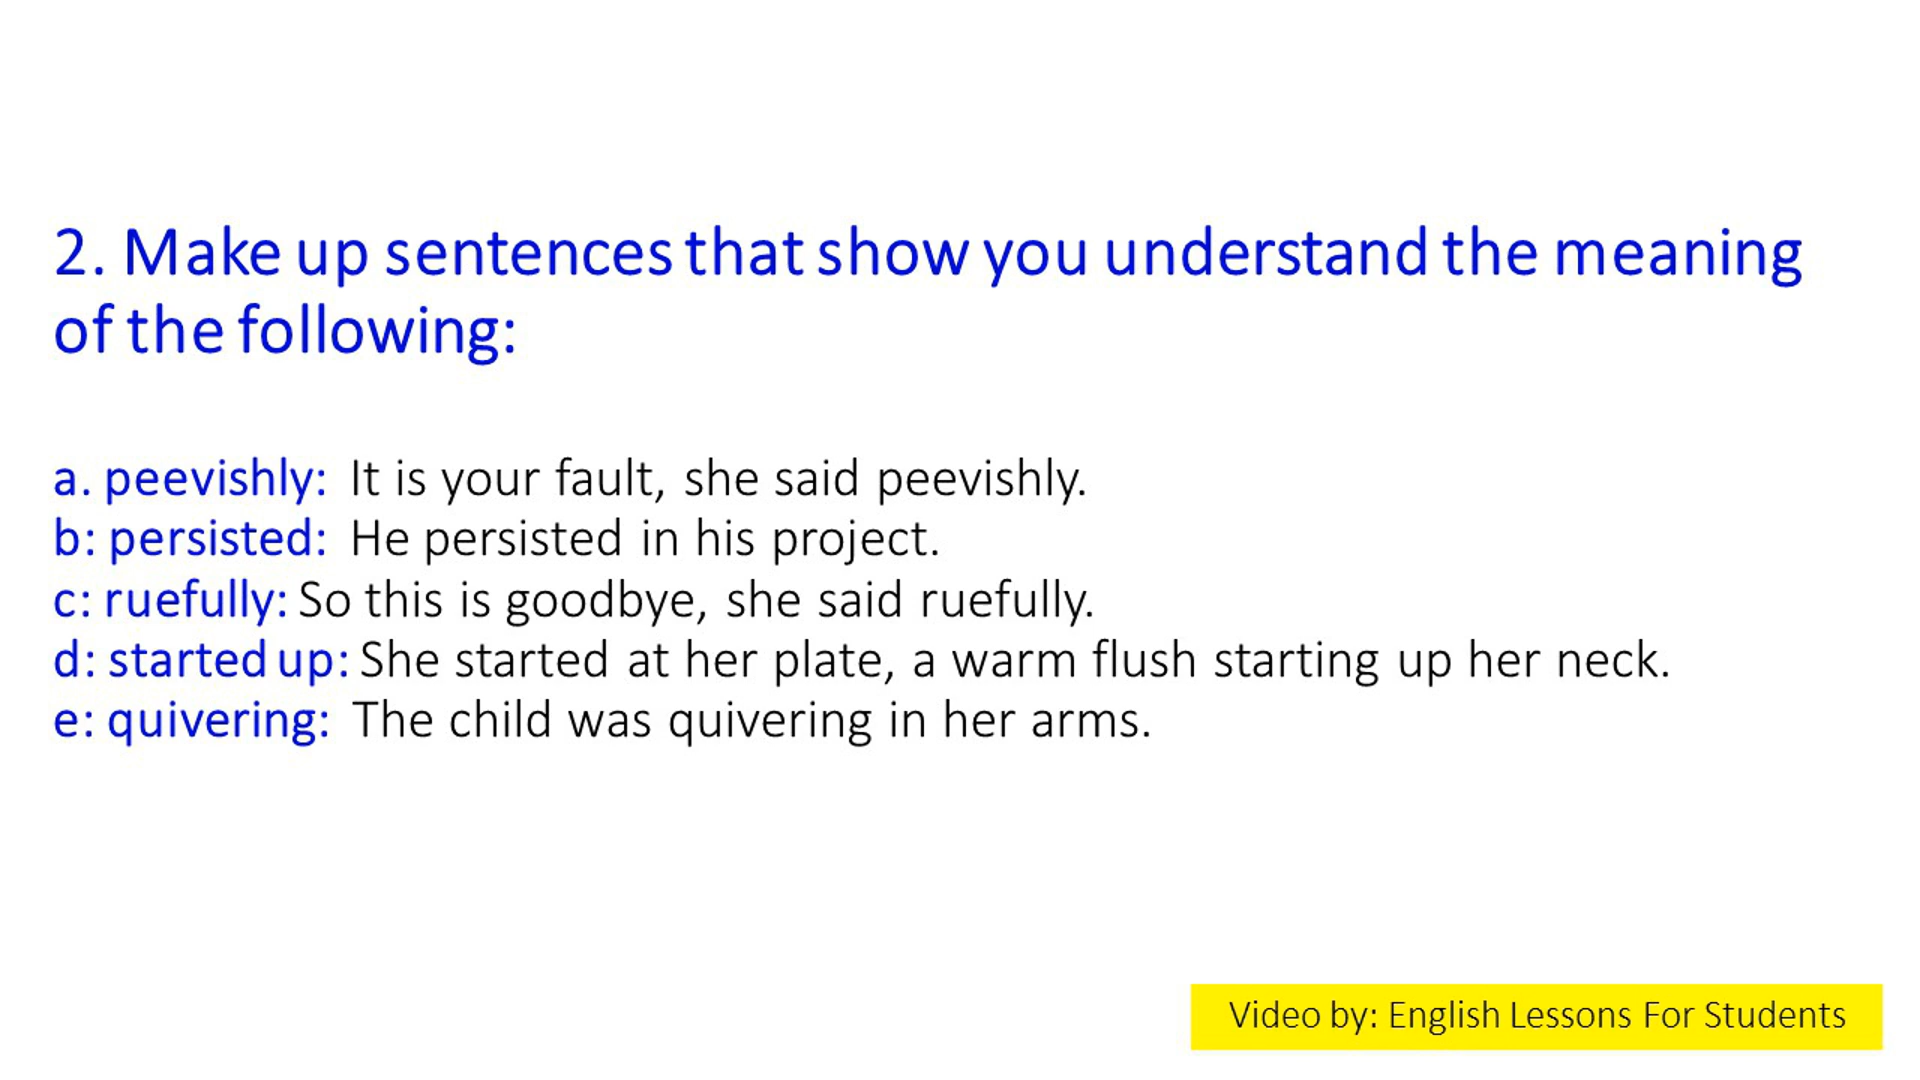 2. Make up sentences that show you understand the meaning
of the following:
a. peevishly: It is your fault, she said peevishly.
b: persisted: He persisted in his project.
c: ruefully: So this is goodbye, she said ruefully.
d: started up: She started at her plate, a warm flush starting up her neck.
e: quivering: The child was quivering in her arms.
Video by: English Lessons For Students